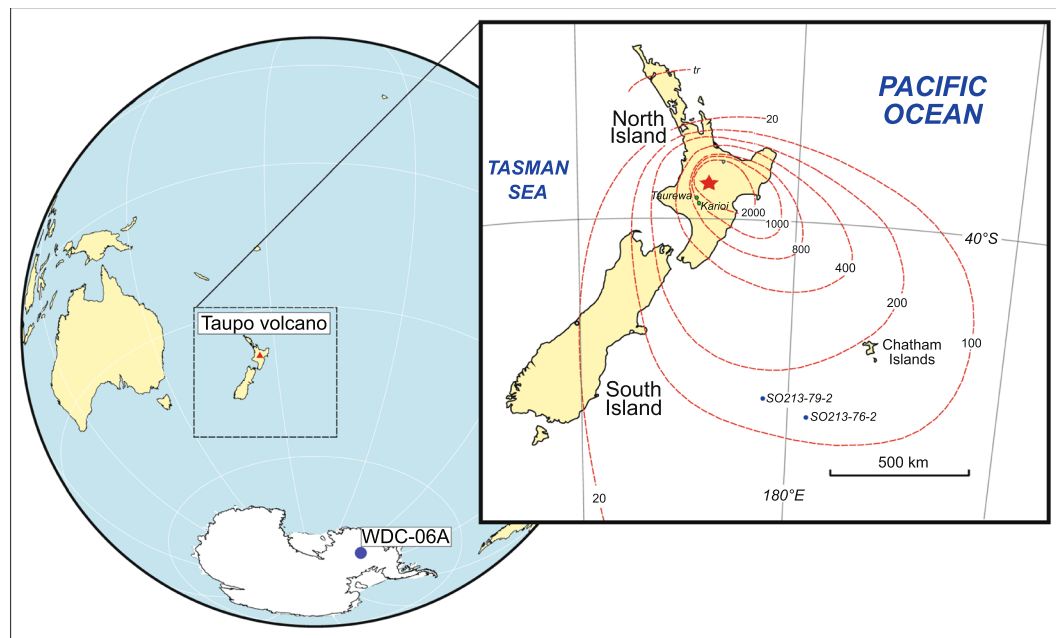 Taupo volcano
WDC-06A
PACIFIC
OCEAN
TASMAN
SEA
North
Island
South
Island
tr
20
Taurewa
Karioi
2000
1000
800
400
200
100
40°S
Chatham
Islands
SO213-79-2
SO213-76-2
500 km
180°E
20